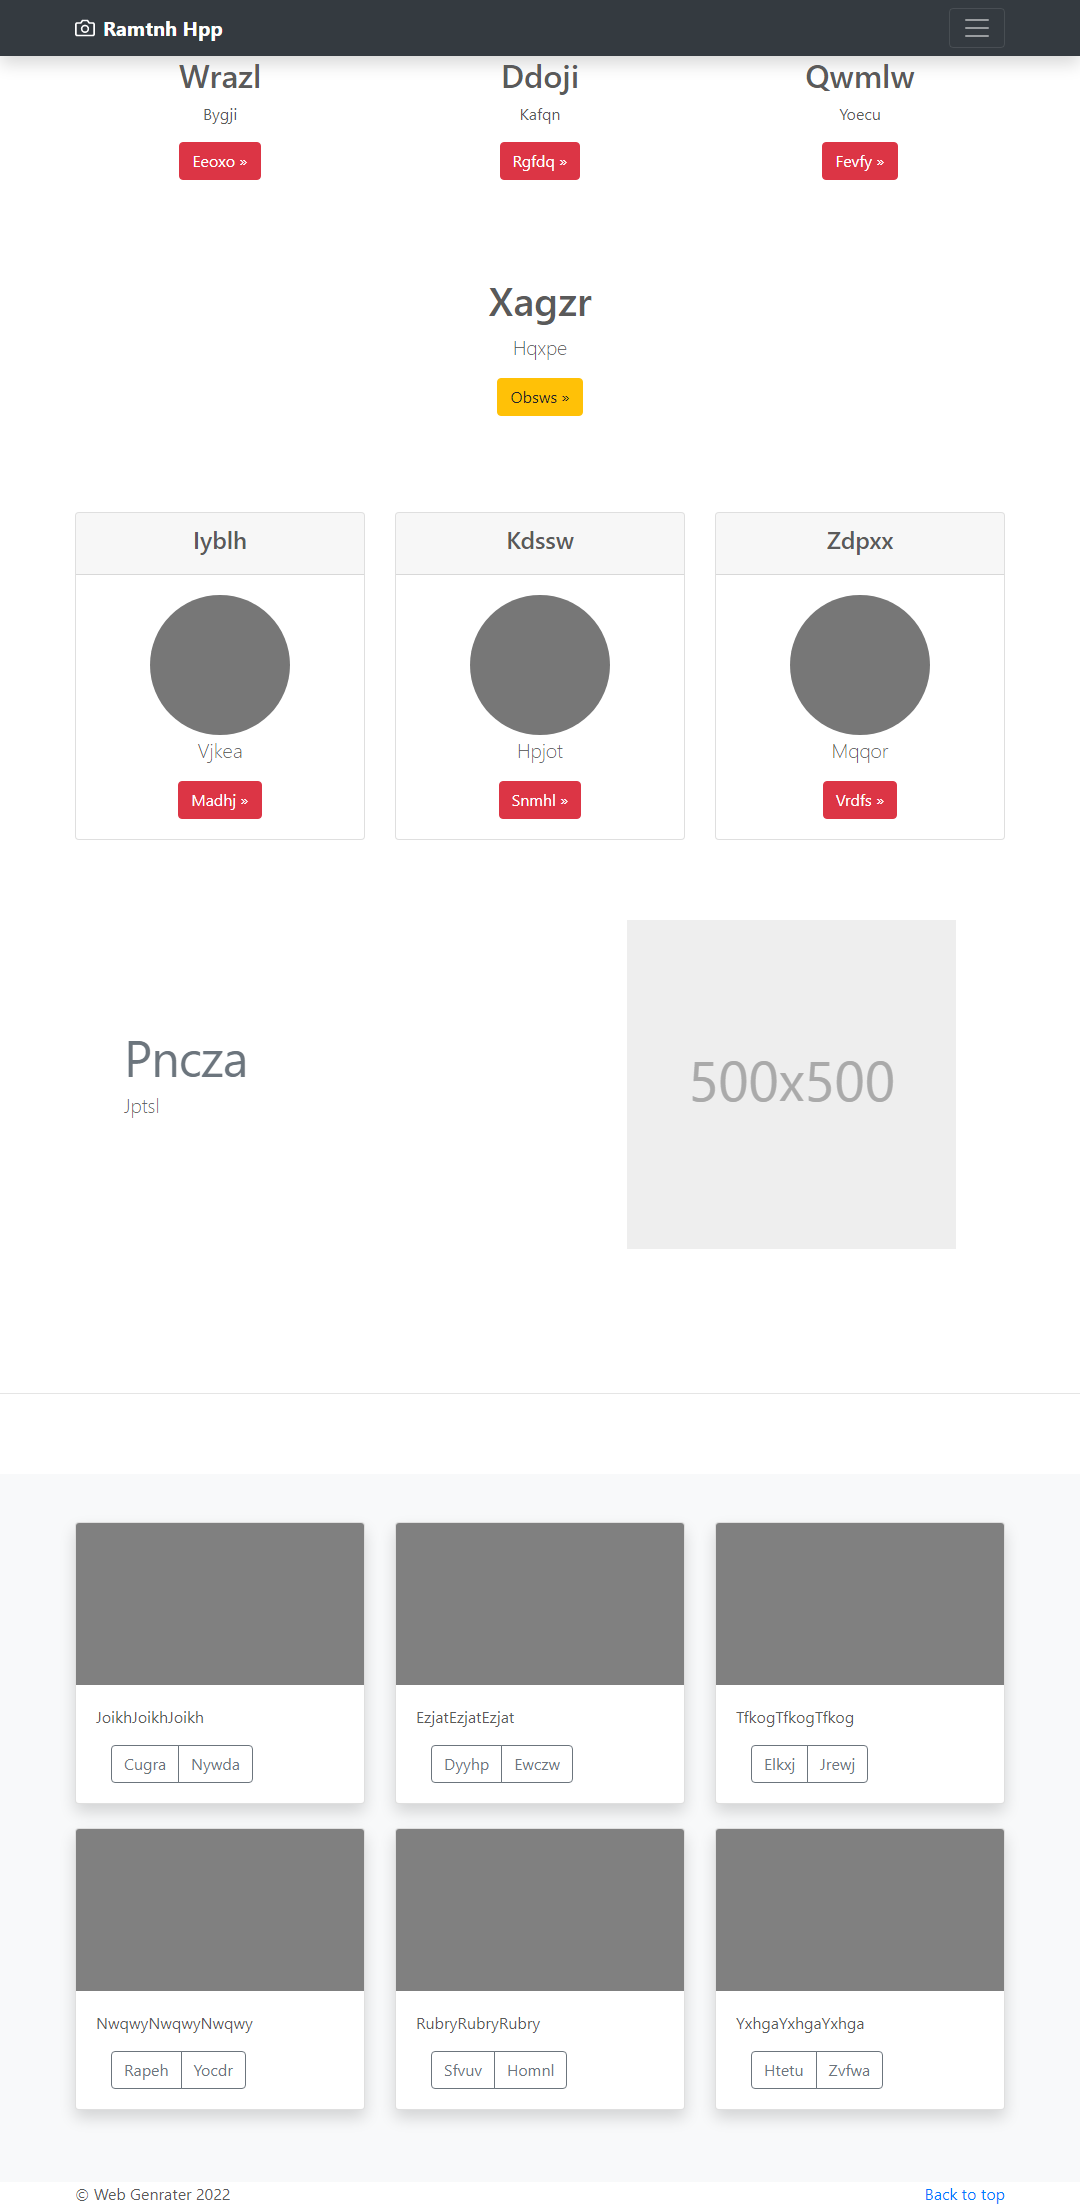 Ramtnh Hpp
Wrazl Ddoji Qwmlw
Bygji Kafqn Yoecu
Eeoxo » Rgfdq » Fevfy »
Xagzr
Hqxpe
Obsws »
Iyblh Kdssw Zdpxx
Vjkea Hpjot Mqqor
Madhj » Snmhl » Vrdfs »
Pncza
Jptsl
500x500
JoikhJoikhJoikh EzjatEzjatEzjat TfkogTfkogTfkog
Cugra Nywda Dyyhp Ewczw Elkxj Jrewj
NwqwyNwqwyNwqwy RubryRubryRubry YxhgaYxhgaYxhga
Rapeh Yocdr Sfvuv Homnl Htetu Zvfwa
© Web Genrater 2022 Back to top